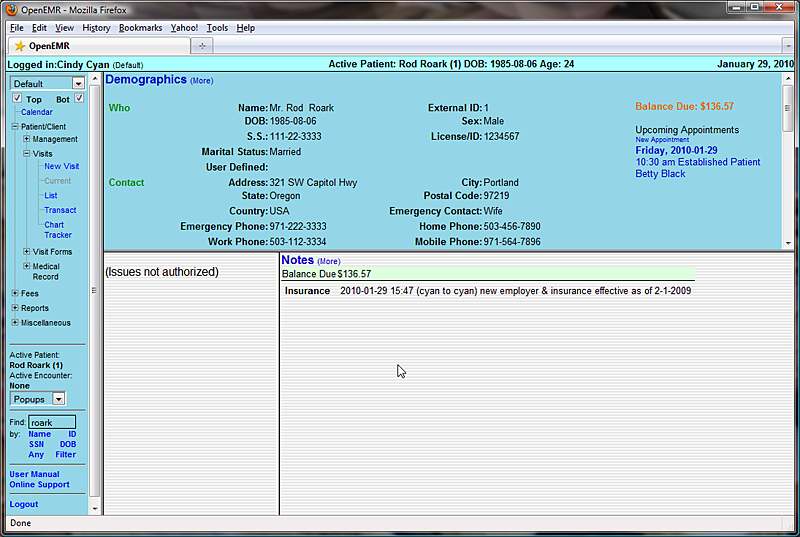 OpenEMR - Mozilla Firefox
File Edit View History Bookmarks Yahoo! Tools Help
OpenEMR
Logged in:Cindy Cyan (Default) Active Patient: Rod Roark (1) DOB: 1985-08-06 Age: 24 January 29, 2010
Default
Top Bot
Calendar
Patient/Client
Management
Visits
New Visit
Current
List
Transact
Chart
Tracker
Visit Forms
Medical
Record
Fees
Reports
Miscellaneous
Active Patient:
Rod Roark (1)
Active Encounter:
None
Popups
Find: roark
by: Name ID
SSN DOB
Any Filter
User Manual
Online Support
Logout
Demographics (More)
Who Name: Mr. Rod Roark External ID: 1
DOB: 1985-08-06 Sex: Male
S.S.: 111-22-3333 License/ID: 1234567
Marital Status: Married
User Defined:
Contact Address: 321 SW Capitol Hwy City: Portland
State: Oregon Postal Code: 97219
Country: USA Emergency Contact: Wife
Emergency Phone: 971-222-3333 Home Phone: 503-456-7890
Work Phone: 503-112-3334 Mobile Phone: 971-564-7896
Balance Due: $136.57
Upcoming Appointments
New Appointment
Friday, 2010-01-29
10:30 am Established Patient
Betty Black
(Issues not authorized)
Notes (More)
Balance Due $136.57
Insurance 2010-01-29 15:47 (cyan to cyan) new employer & insurance effective as of 2-1-2009
Done